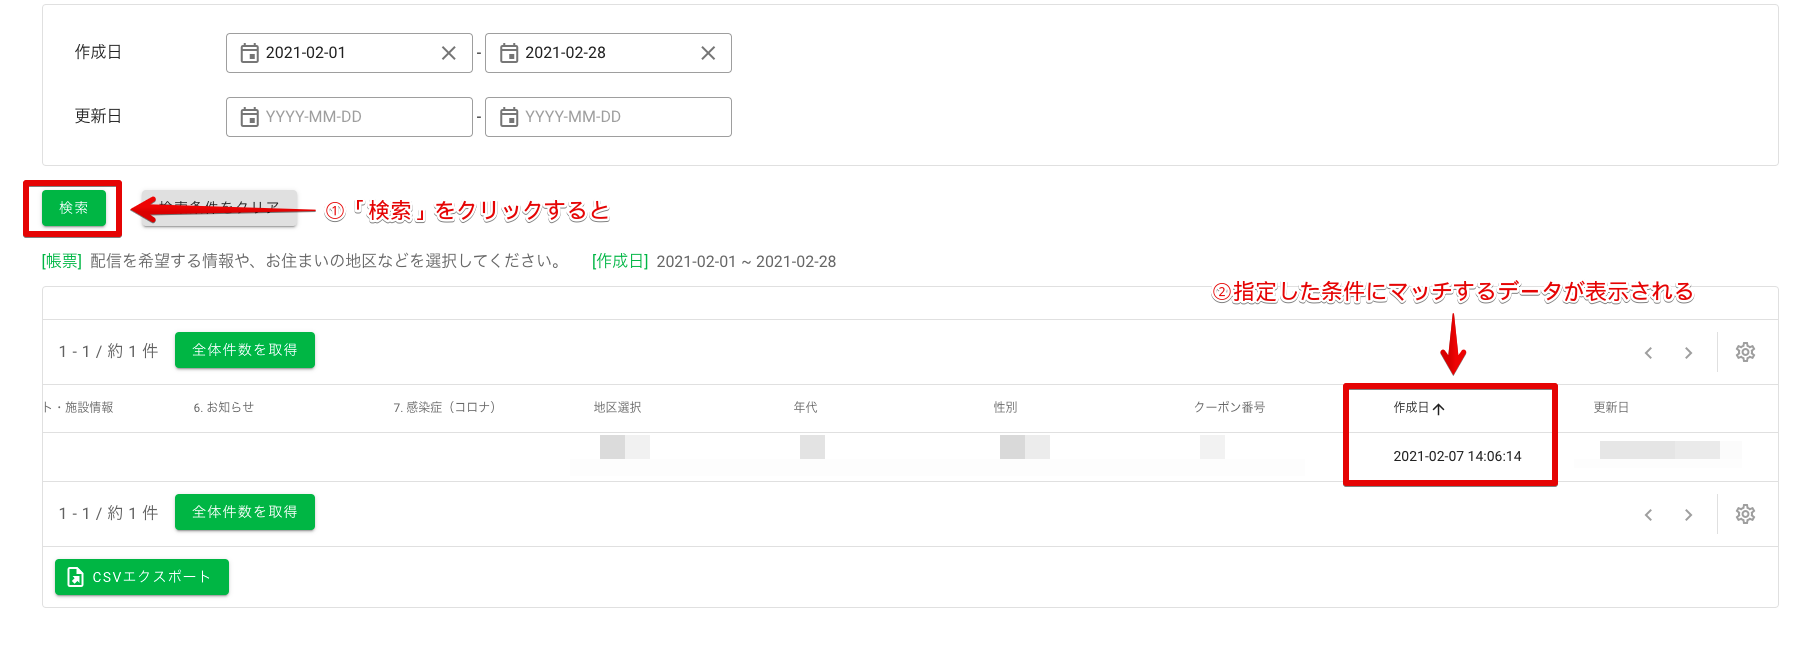 作成日 2021-02-01 - 2021-02-28
更新日 YYYY-MM-DD - YYYY-MM-DD
検索 検索条件をクリア ①「検索」をクリックすると
[帳票] 配信を希望する情報や、お住まいの地区などを選択してください。 [作成日] 2021-02-01 ~ 2021-02-28
②指定した条件にマッチするデータが表示される
1 - 1 / 約 1 件 全体件数を取得
ト・施設情報 6. お知らせ 7. 感染症（コロナ） 地区選択 年代 性別 クーポン番号 作成日 更新日
2021-02-07 14:06:14
1 - 1 / 約 1 件 全体件数を取得
CSVエクスポート